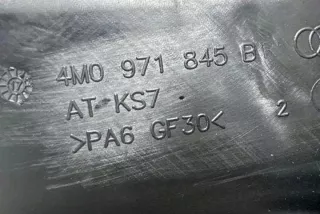 4M0 971 845 B
AT-KS7
>PA6 GF30< 2